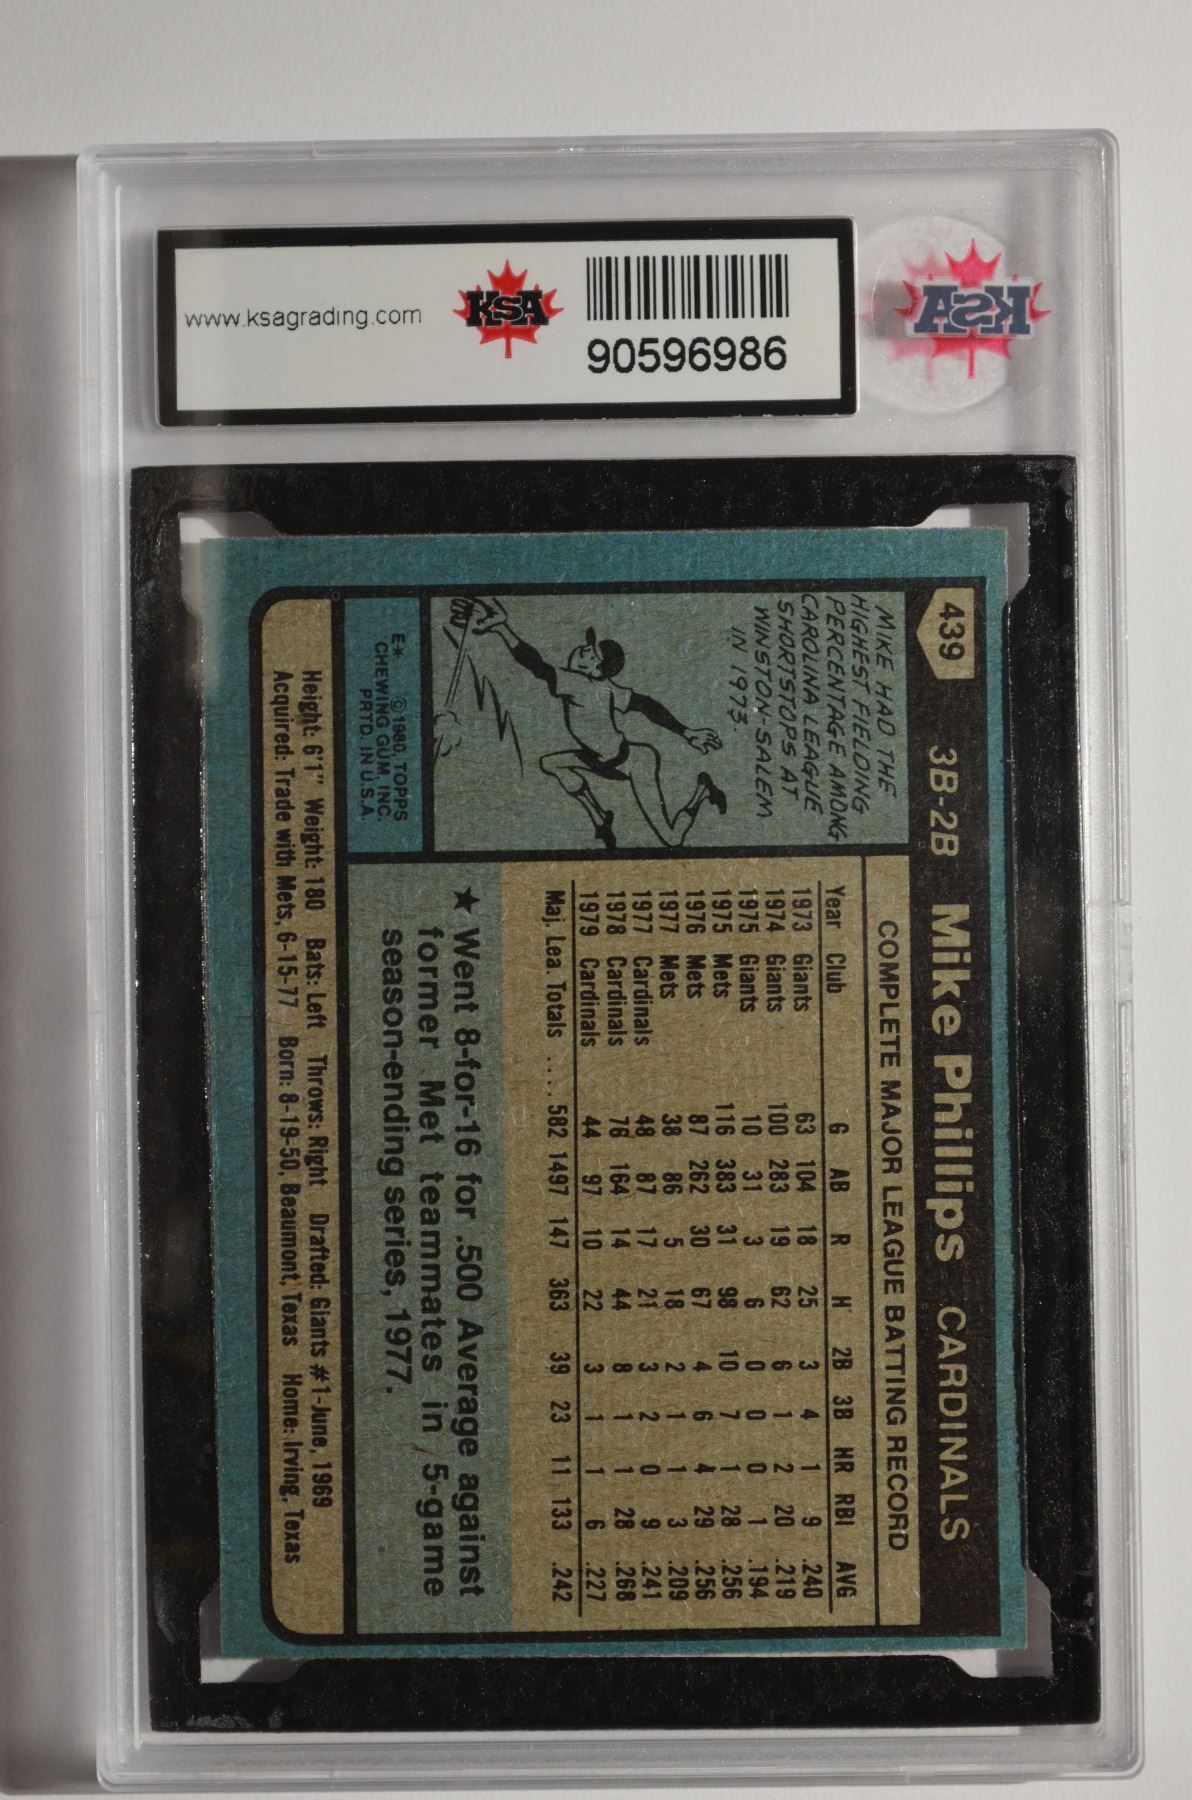 www.ksagrading.com
KSA
90596986
KSA
439
3B-2B Mike Phillips CARDINALS
MIKE HAD THE
HIGHEST FIELDING
PERCENTAGE AMONG
CAROLINA LEAGUE
SHORTSTOPS AT
WINSTON-SALEM
IN 1973.
COMPLETE MAJOR LEAGUE BATTING RECORD
Year Club G AB R H 2B 3B HR RBI AVG
1973 Giants 63 104 18 25 3 4 1 9 .240
1974 Giants 100 283 19 62 6 1 2 20 .219
1975 Giants 10 31 3 6 0 0 0 1 .194
1975 Mets 116 383 31 98 10 7 1 28 .256
1976 Mets 87 262 30 67 4 6 4 29 .256
1977 Mets 38 86 5 18 2 1 1 3 .209
1977 Cardinals 48 87 17 21 3 2 0 9 .241
1978 Cardinals 76 164 14 44 8 1 1 28 .268
1979 Cardinals 44 97 10 22 3 1 1 6 .227
Maj. Lea. Totals .... 582 1497 147 363 39 23 11 133 .242
★ Went 8-for-16 for .500 Average against
former Met teammates in 5-game
season-ending series, 1977.
E* © 1980, TOPPS
CHEWING GUM, INC.
PRTD. IN U.S.A.
Height: 6'1" Weight: 180 Bats: Left Throws: Right Drafted: Giants #1-June, 1969
Acquired: Trade with Mets, 6-15-77 Born: 8-19-50, Beaumont, Texas Home: Irving, Texas